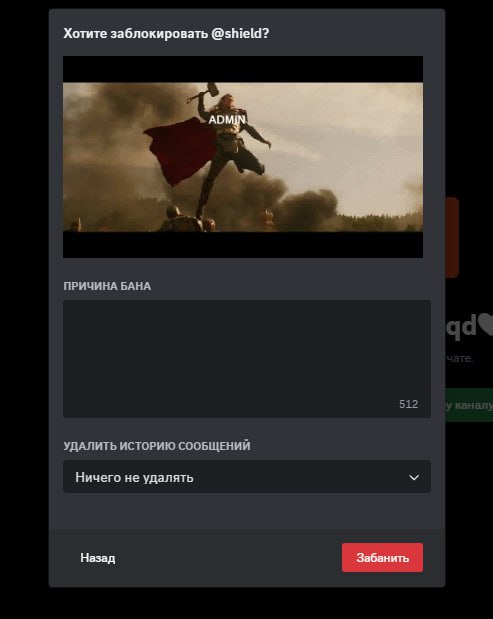 Хотите заблокировать @shield?
ADMIN
ПРИЧИНА БАНА
qd
чате.
512
у каналу
УДАЛИТЬ ИСТОРИЮ СООБЩЕНИЙ
Ничего не удалять
Назад
Забанить